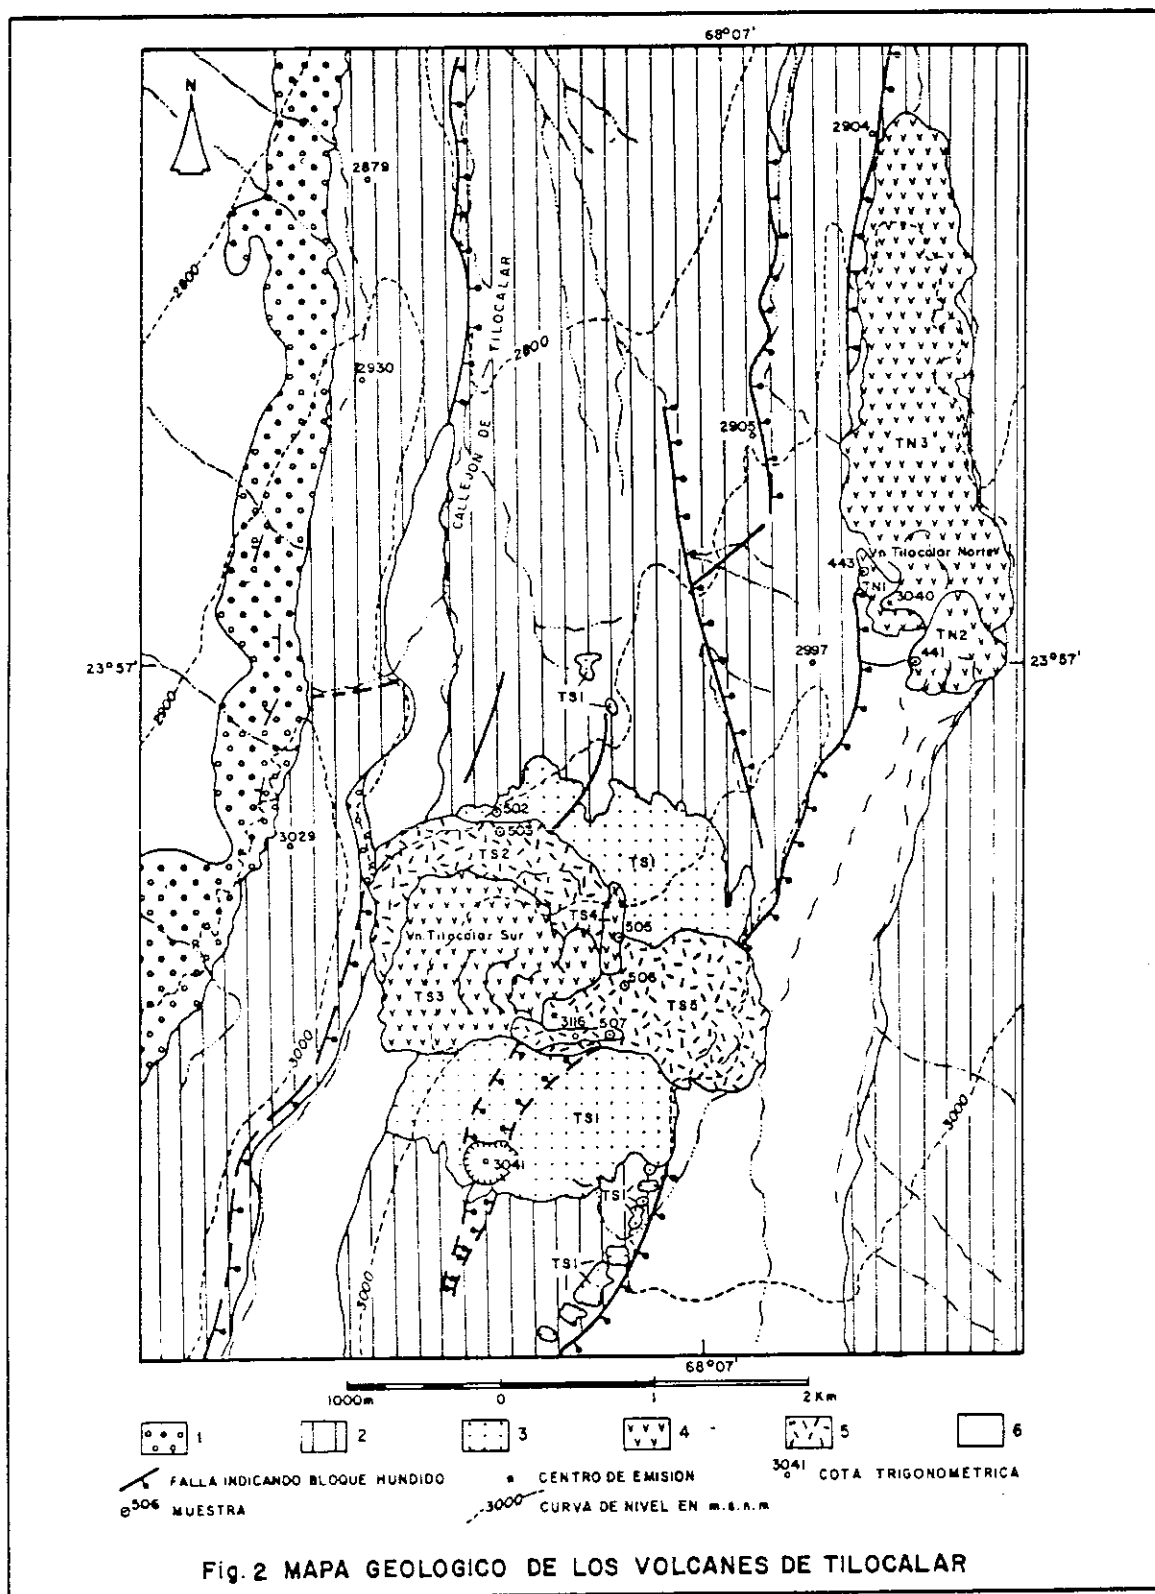 68°07'
N
2904
2879
2800
CALLEJON DE TILOCALAR
2800
2930
2905
TN3
Vn Tilocalar Norte
443
TN1
3040
TN2
441
23°57'
2997
23°57'
TS1
2900
502
503
3029
TS2
TS1
TS4
505
Vn. Tilocalar Sur
506
TS3
TS5
3116
507
3000
3000
TS1
3041
TS1
TS1
3000
68°07'
1000m 0 1 2Km
1 2 3 4 5 6
FALLA INDICANDO BLOQUE HUNDIDO
CENTRO DE EMISION
3041 COTA TRIGONOMETRICA
506 MUESTRA
3000 CURVA DE NIVEL EN m.s.n.m
Fig. 2 MAPA GEOLOGICO DE LOS VOLCANES DE TILOCALAR